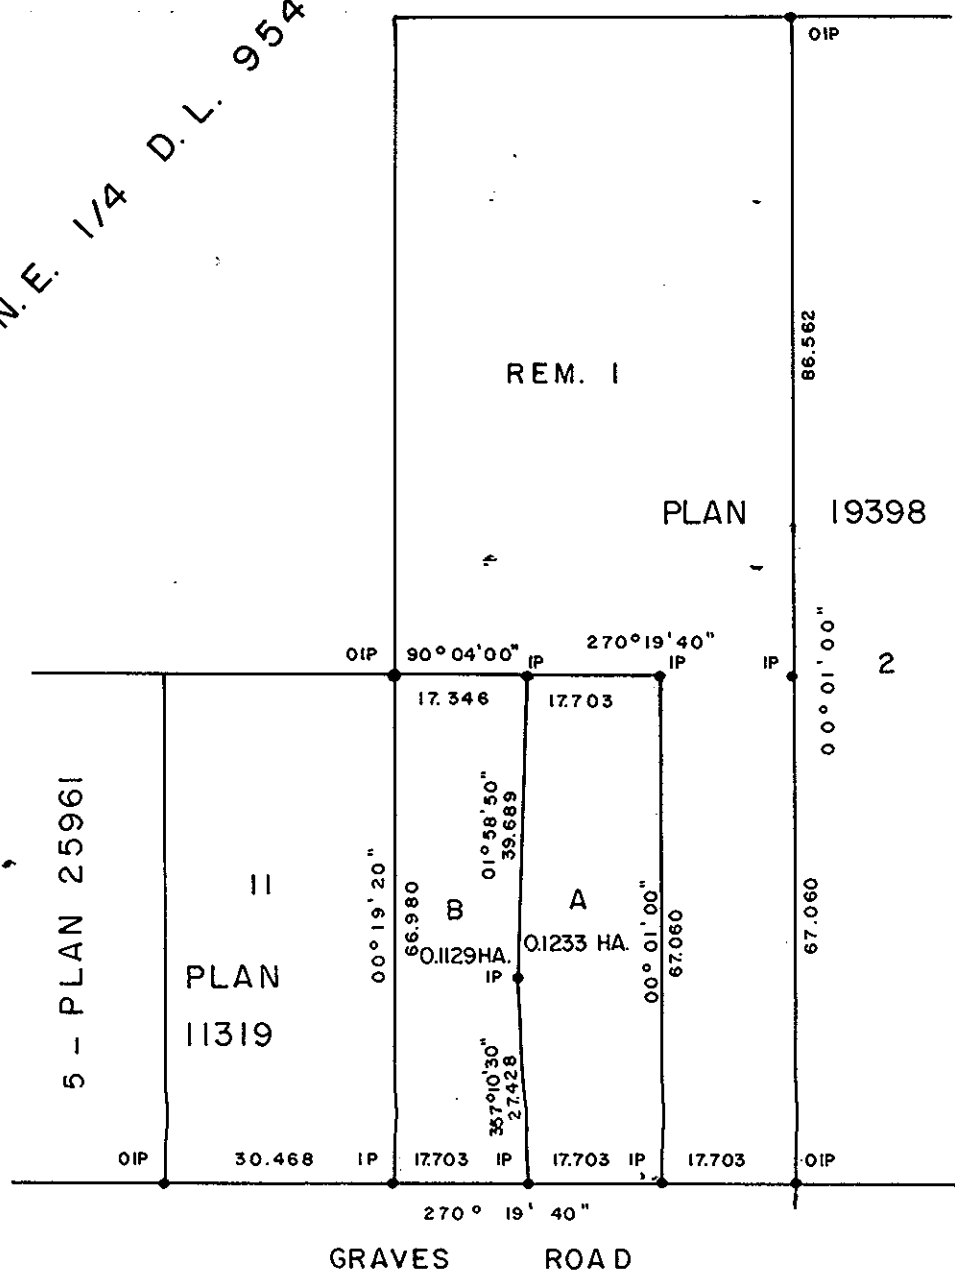 N.E. 1/4 D.L. 954
OIP
86.562
REM. 1
PLAN 19398
00°01'00"
2
OIP 90°04'00" IP 270°19'40" IP IP
17.346 17.703
5 - PLAN 25961
11
PLAN
11319
00°19'20"
66.980
B
0.1129HA.
01°58'50"
39.689
A
0.1233 HA.
IP
00°01'00"
67.060
67.060
357°10'30"
27.428
OIP 30.468 IP 17.703 IP 17.703 IP 17.703 OIP
270° 19' 40"
GRAVES ROAD